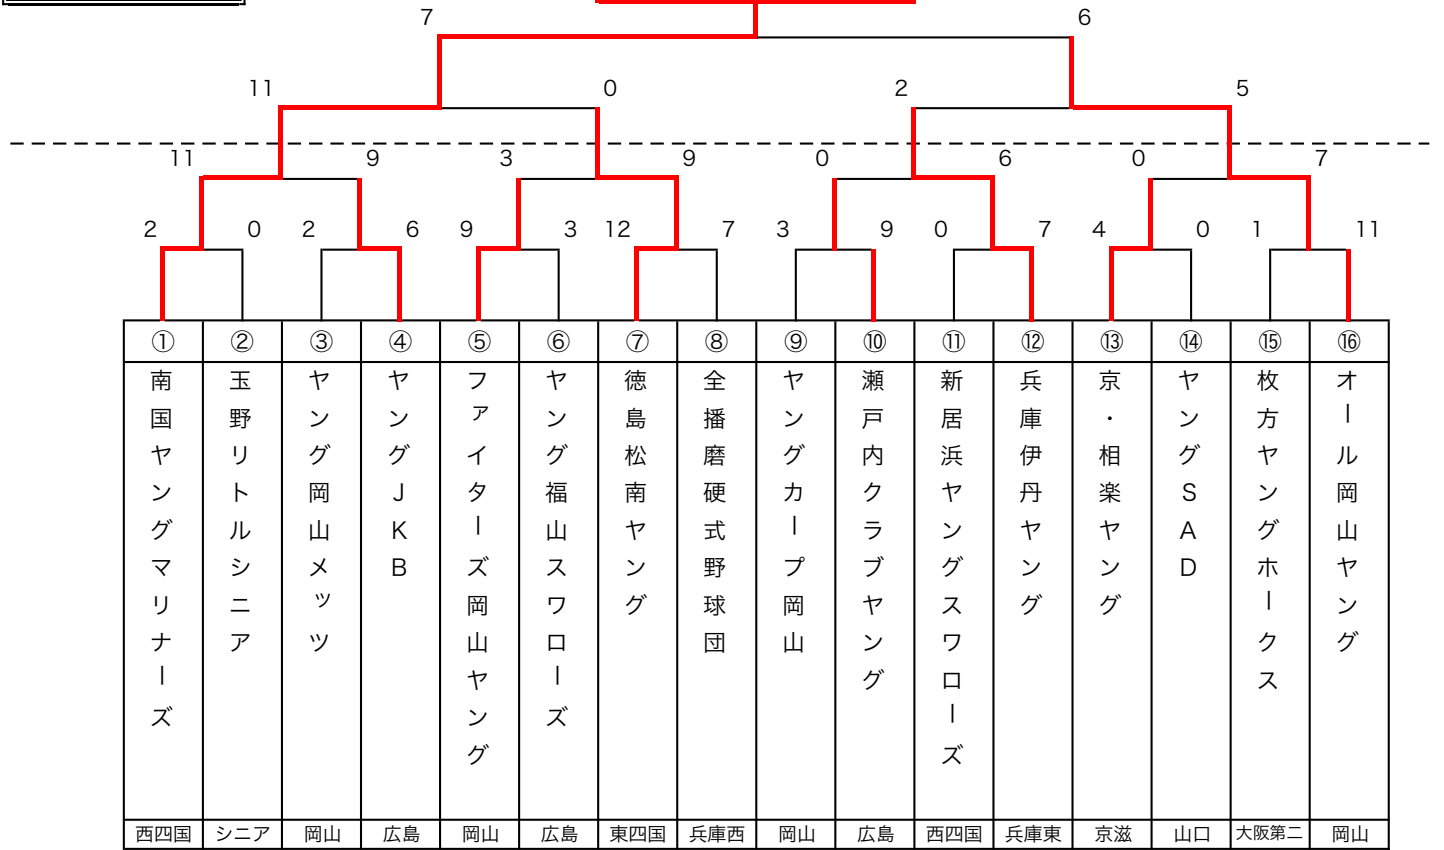 7 6
11 0 2 5
11 9 3 9 0 6 0 7
2 0 2 6 9 3 12 7 3 9 0 7 4 0 1 11
① ② ③ ④ ⑤ ⑥ ⑦ ⑧ ⑨ ⑩ ⑪ ⑫ ⑬ ⑭ ⑮ ⑯
南国ヤングマリナーズ
玉野リトルシニア
ヤング岡山メッツ
ヤングJKB
ファイターズ岡山ヤング
ヤング福山スワローズ
徳島松南ヤング
全播磨硬式野球団
ヤングカープ岡山
瀬戸内クラブヤング
新居浜ヤングスワローズ
兵庫伊丹ヤング
京・相楽ヤング
ヤングSAD
枚方ヤングホークス
オール岡山ヤング
西四国 シニア 岡山 広島 岡山 広島 東四国 兵庫西 岡山 広島 西四国 兵庫東 京滋 山口 大阪第二 岡山